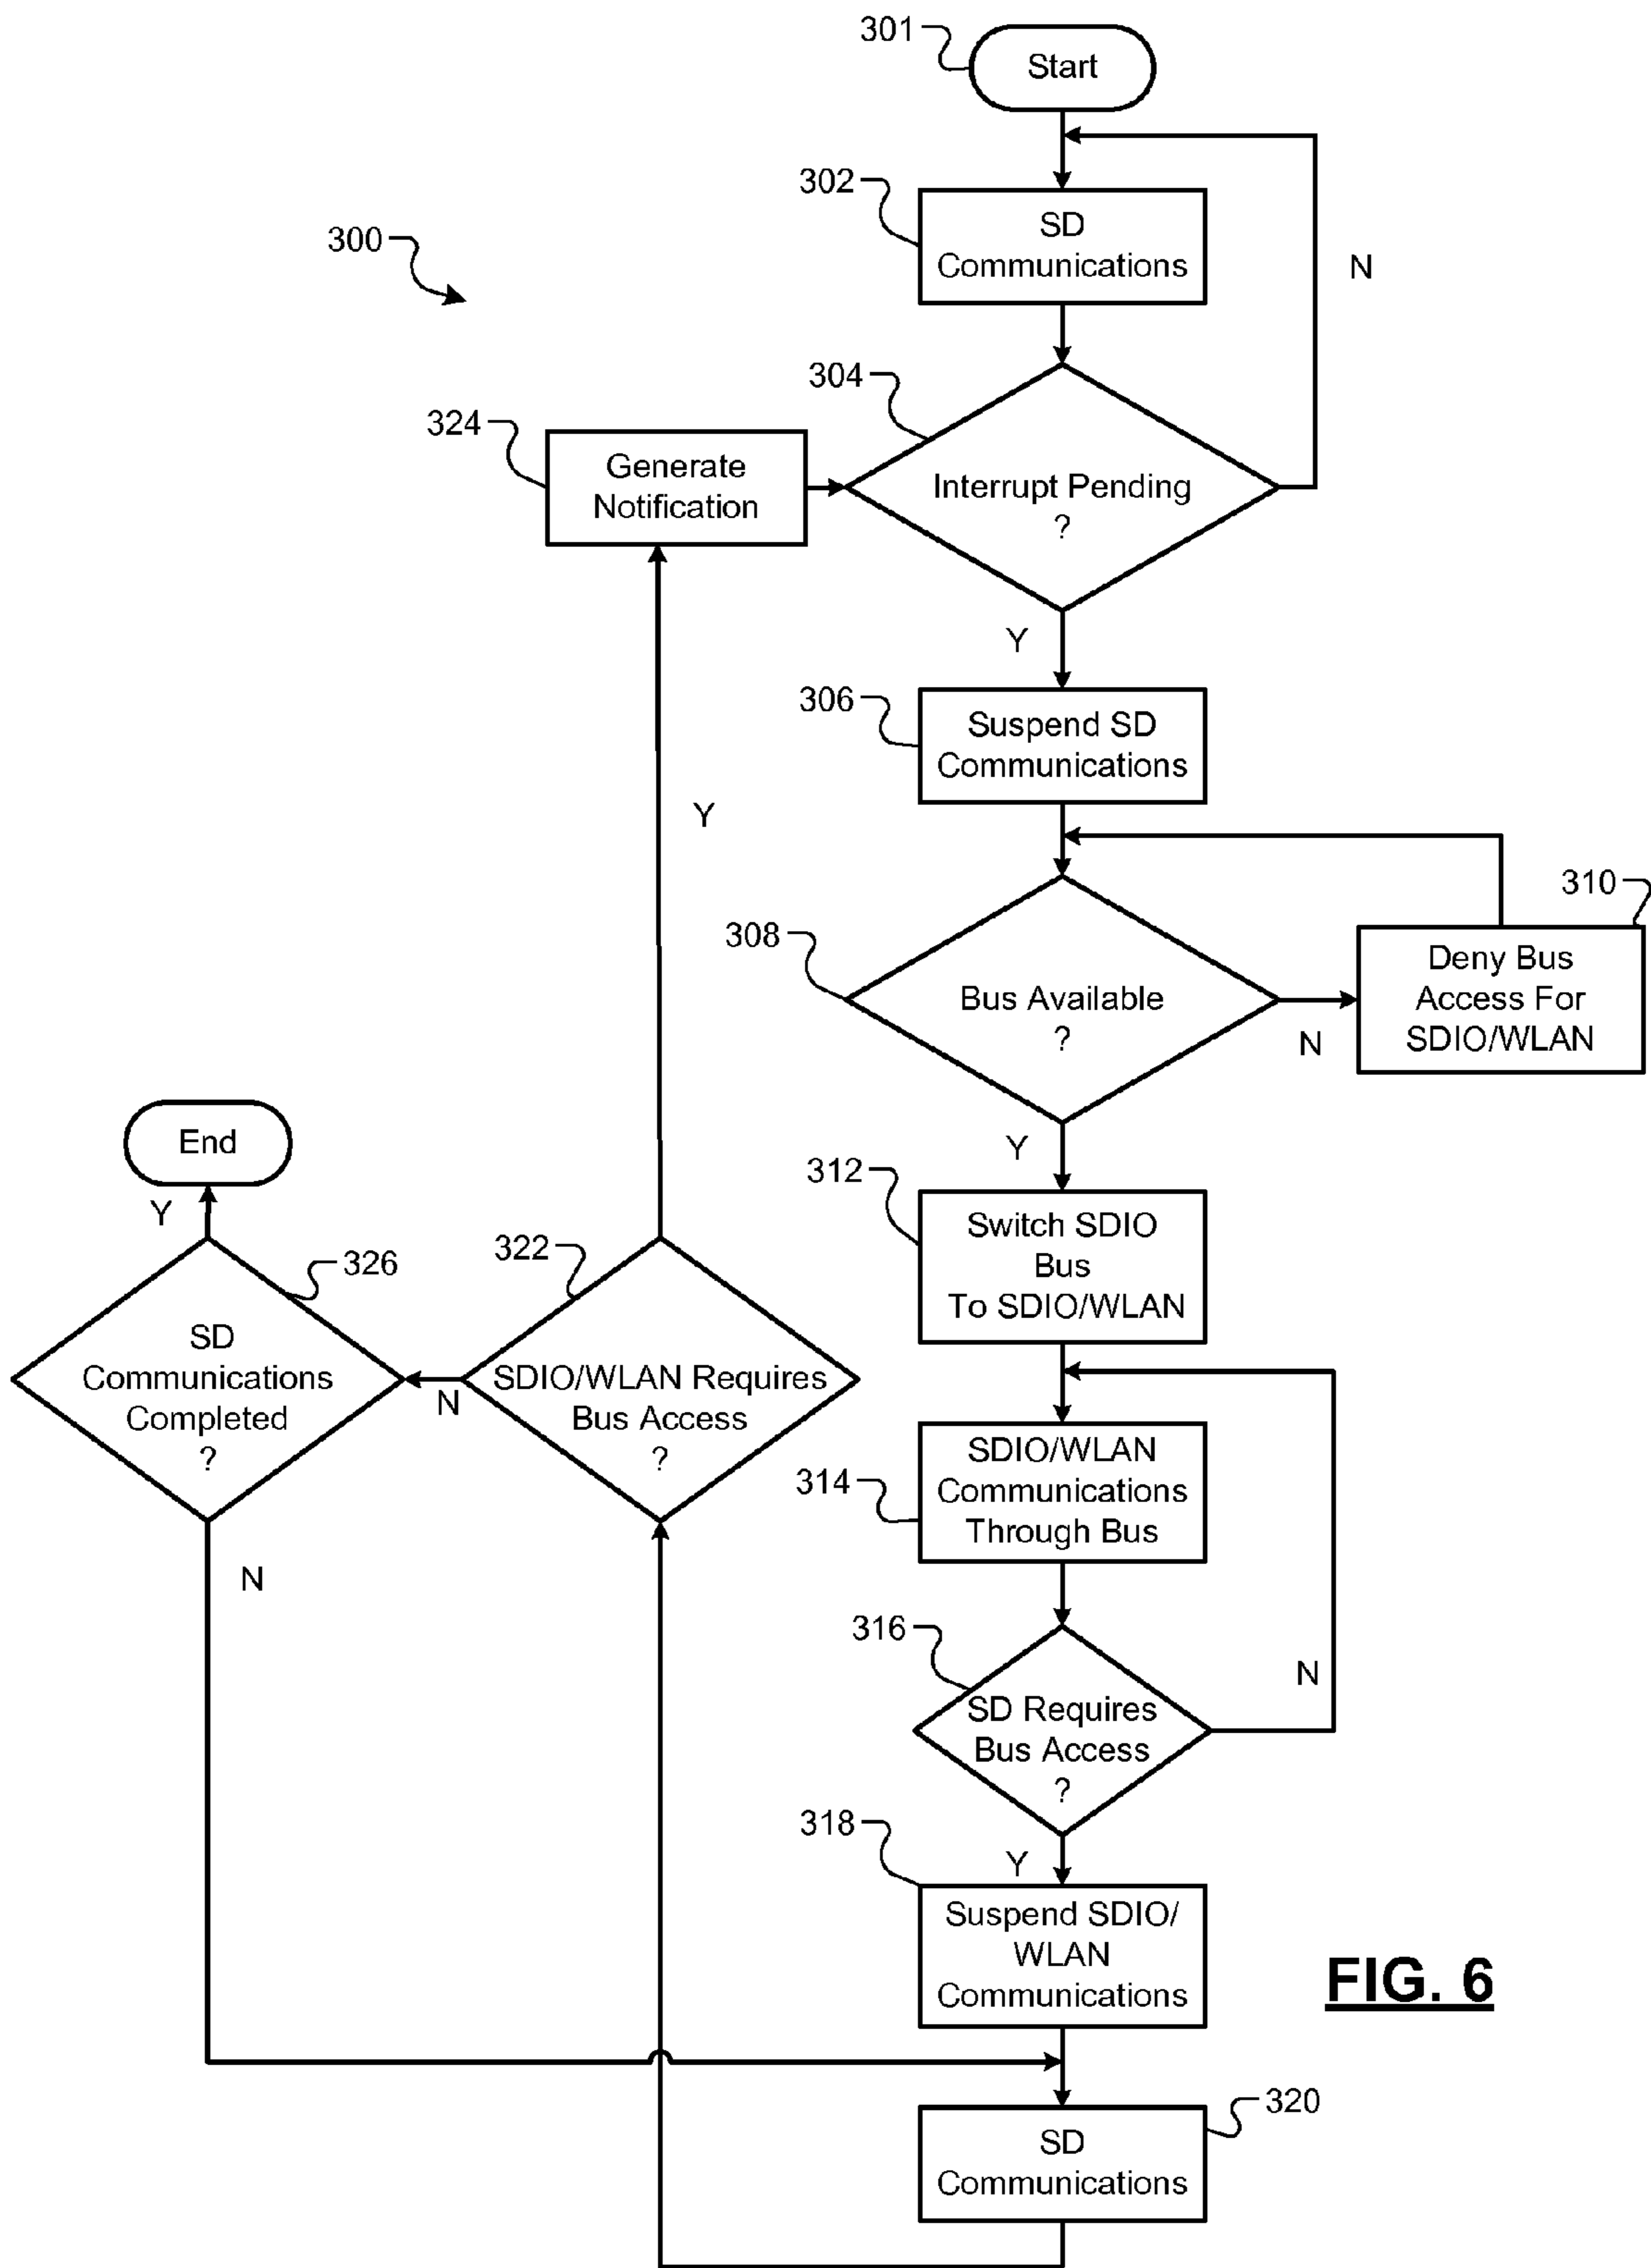 301
Start
302
SD
Communications
N
300
304
324
Generate
Notification
Interrupt Pending
?
Y
306
Suspend SD
Communications
Y
310
308
Bus Available
?
Deny Bus
Access For
SDIO/WLAN
N
End
Y
Y
312
Switch SDIO
Bus
To SDIO/WLAN
326
322
SD
Communications
Completed
?
N
SDIO/WLAN Requires
Bus Access
?
314
SDIO/WLAN
Communications
Through Bus
N
316
SD Requires
Bus Access
?
N
318
Y
Suspend SDIO/
WLAN
Communications
FIG. 6
320
SD
Communications